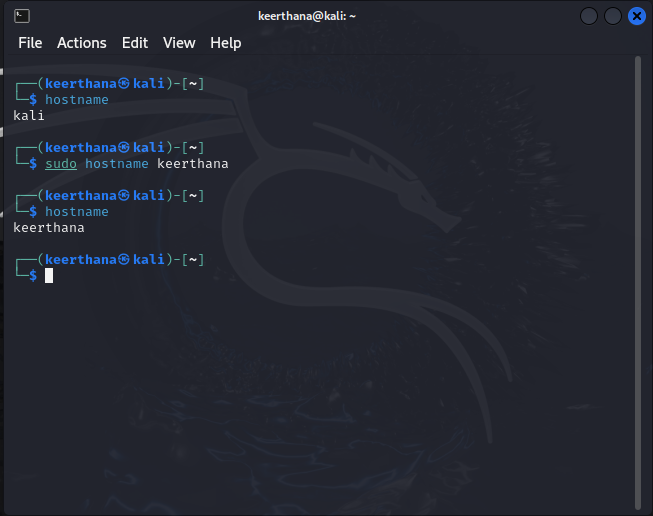 keerthana@kali: ~
File Actions Edit View Help
┌──(keerthana㉿kali)-[~]
└─$ hostname
kali
┌──(keerthana㉿kali)-[~]
└─$ sudo hostname keerthana
┌──(keerthana㉿kali)-[~]
└─$ hostname
keerthana
┌──(keerthana㉿kali)-[~]
└─$